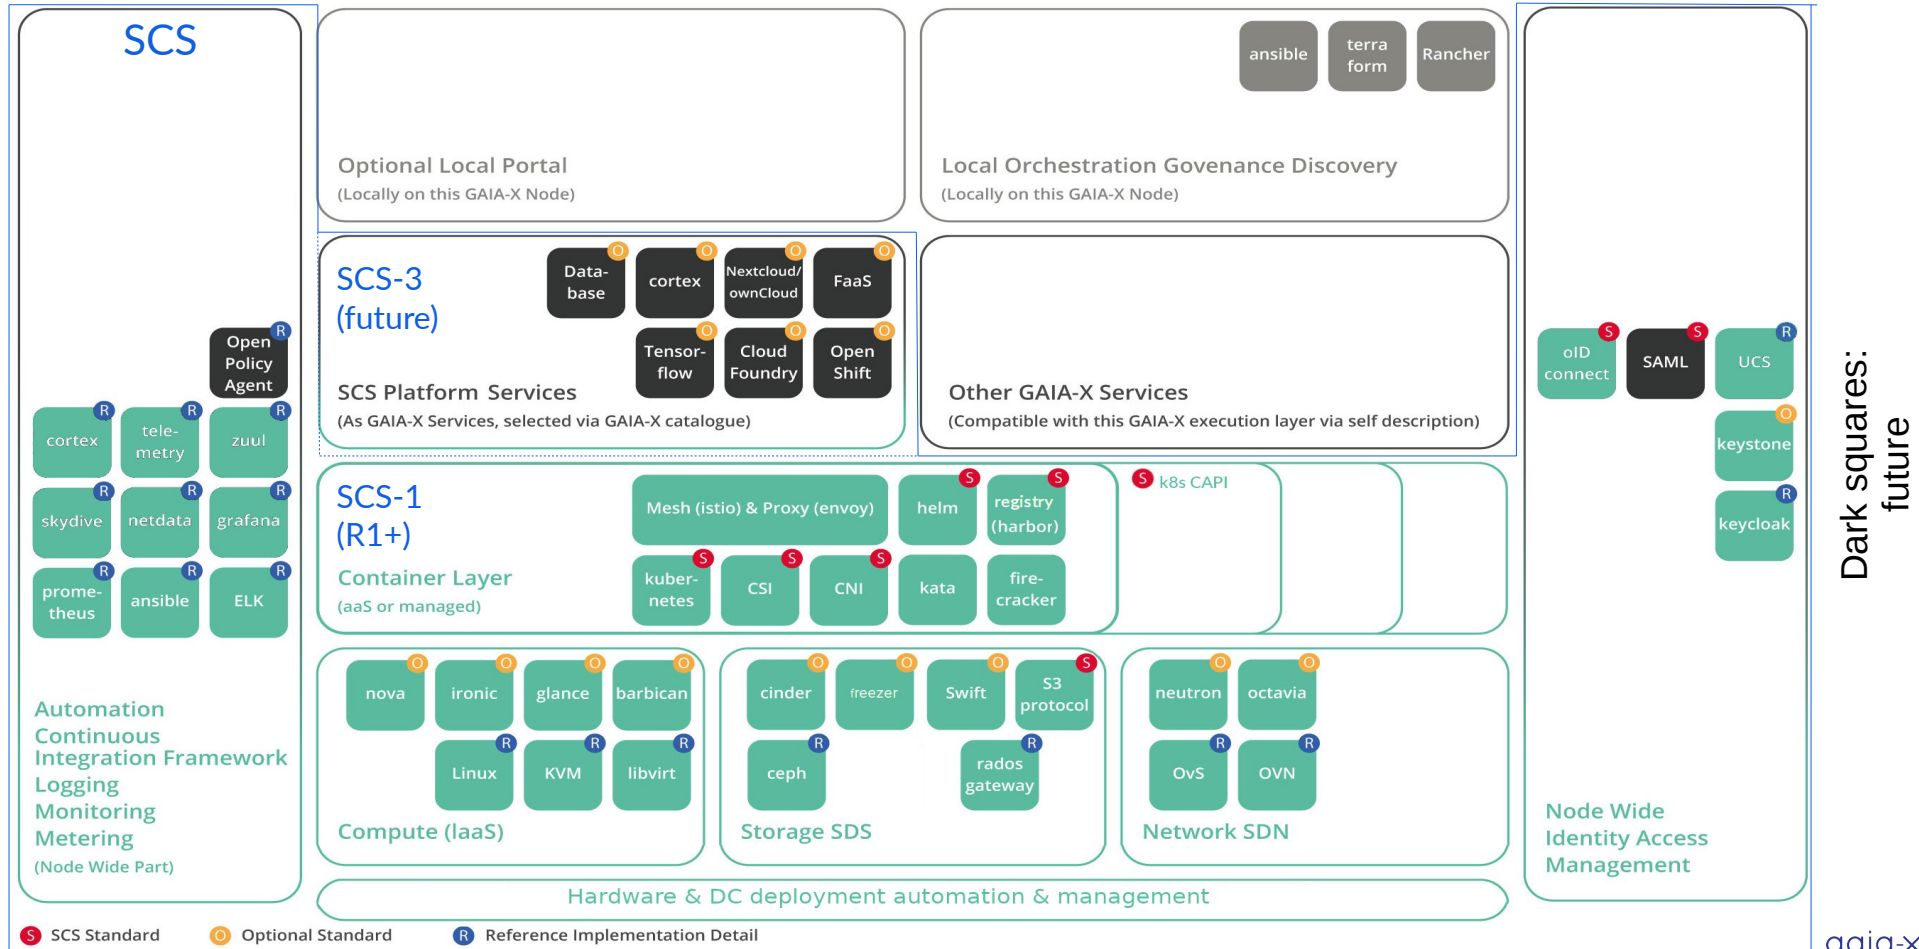 SCS
Open
Policy
Agent
R
cortex
R
tele-
metry
R
zuul
R
skydive
R
netdata
R
grafana
R
prome-
theus
R
ansible
R
ELK
R
Automation
Continuous
Integration Framework
Logging
Monitoring
Metering
(Node Wide Part)
Optional Local Portal
(Locally on this GAIA-X Node)
ansible
terra
form
Rancher
Local Orchestration Govenance Discovery
(Locally on this GAIA-X Node)
SCS-3
(future)
Data-
base
O
cortex
O
Nextcloud/
ownCloud
O
FaaS
O
Tensor-
flow
O
Cloud
Foundry
O
Open
Shift
O
SCS Platform Services
(As GAIA-X Services, selected via GAIA-X catalogue)
Other GAIA-X Services
(Compatible with this GAIA-X execution layer via self description)
SCS-1
(R1+)
Container Layer
(aaS or managed)
Mesh (istio) & Proxy (envoy)
helm
S
registry
(harbor)
S
kuber-
netes
S
CSI
S
CNI
S
kata
fire-
cracker
S
k8s CAPI
nova
O
ironic
O
glance
O
barbican
O
Linux
R
KVM
R
libvirt
R
Compute (IaaS)
cinder
O
freezer
O
Swift
O
S3
protocol
S
ceph
R
rados
gateway
R
Storage SDS
neutron
O
octavia
O
OvS
R
OVN
R
Network SDN
Hardware & DC deployment automation & management
oID
connect
S
SAML
S
UCS
R
keystone
O
keycloak
R
Node Wide
Identity Access
Management
Dark squares:
future
S SCS Standard
O Optional Standard
R Reference Implementation Detail
gaia-x